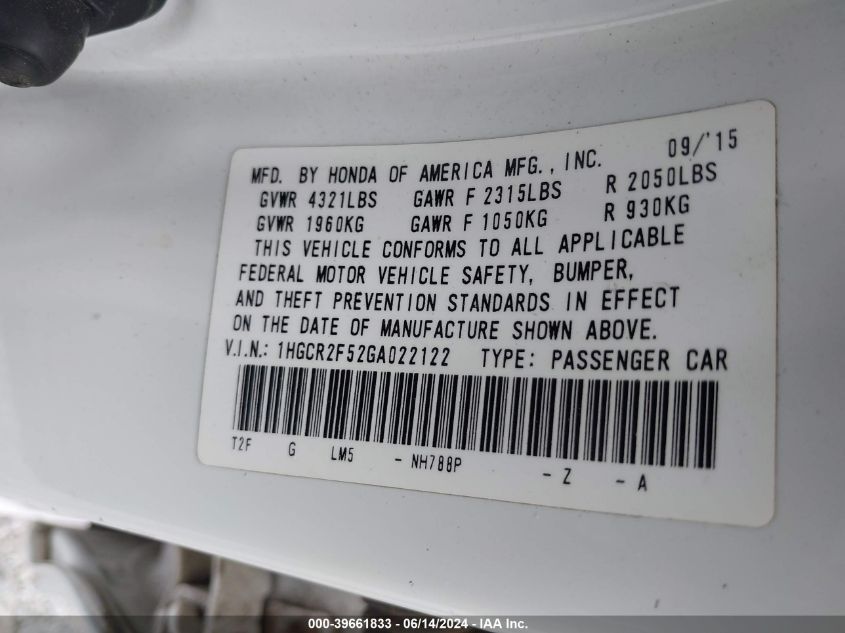 09/'15
MFD. BY HONDA OF AMERICA MFG., INC.
GVWR 4321LBS GAWR F 2315LBS R 2050LBS
GVWR 1960KG GAWR F 1050KG R 930KG
THIS VEHICLE CONFORMS TO ALL APPLICABLE
FEDERAL MOTOR VEHICLE SAFETY, BUMPER,
AND THEFT PREVENTION STANDARDS IN EFFECT
ON THE DATE OF MANUFACTURE SHOWN ABOVE.
V.I.N.: 1HGCR2F52GA022122 TYPE: PASSENGER CAR
T2F G LM5 - NH788P - Z - A
000-39661833 - 06/14/2024 - IAA Inc.